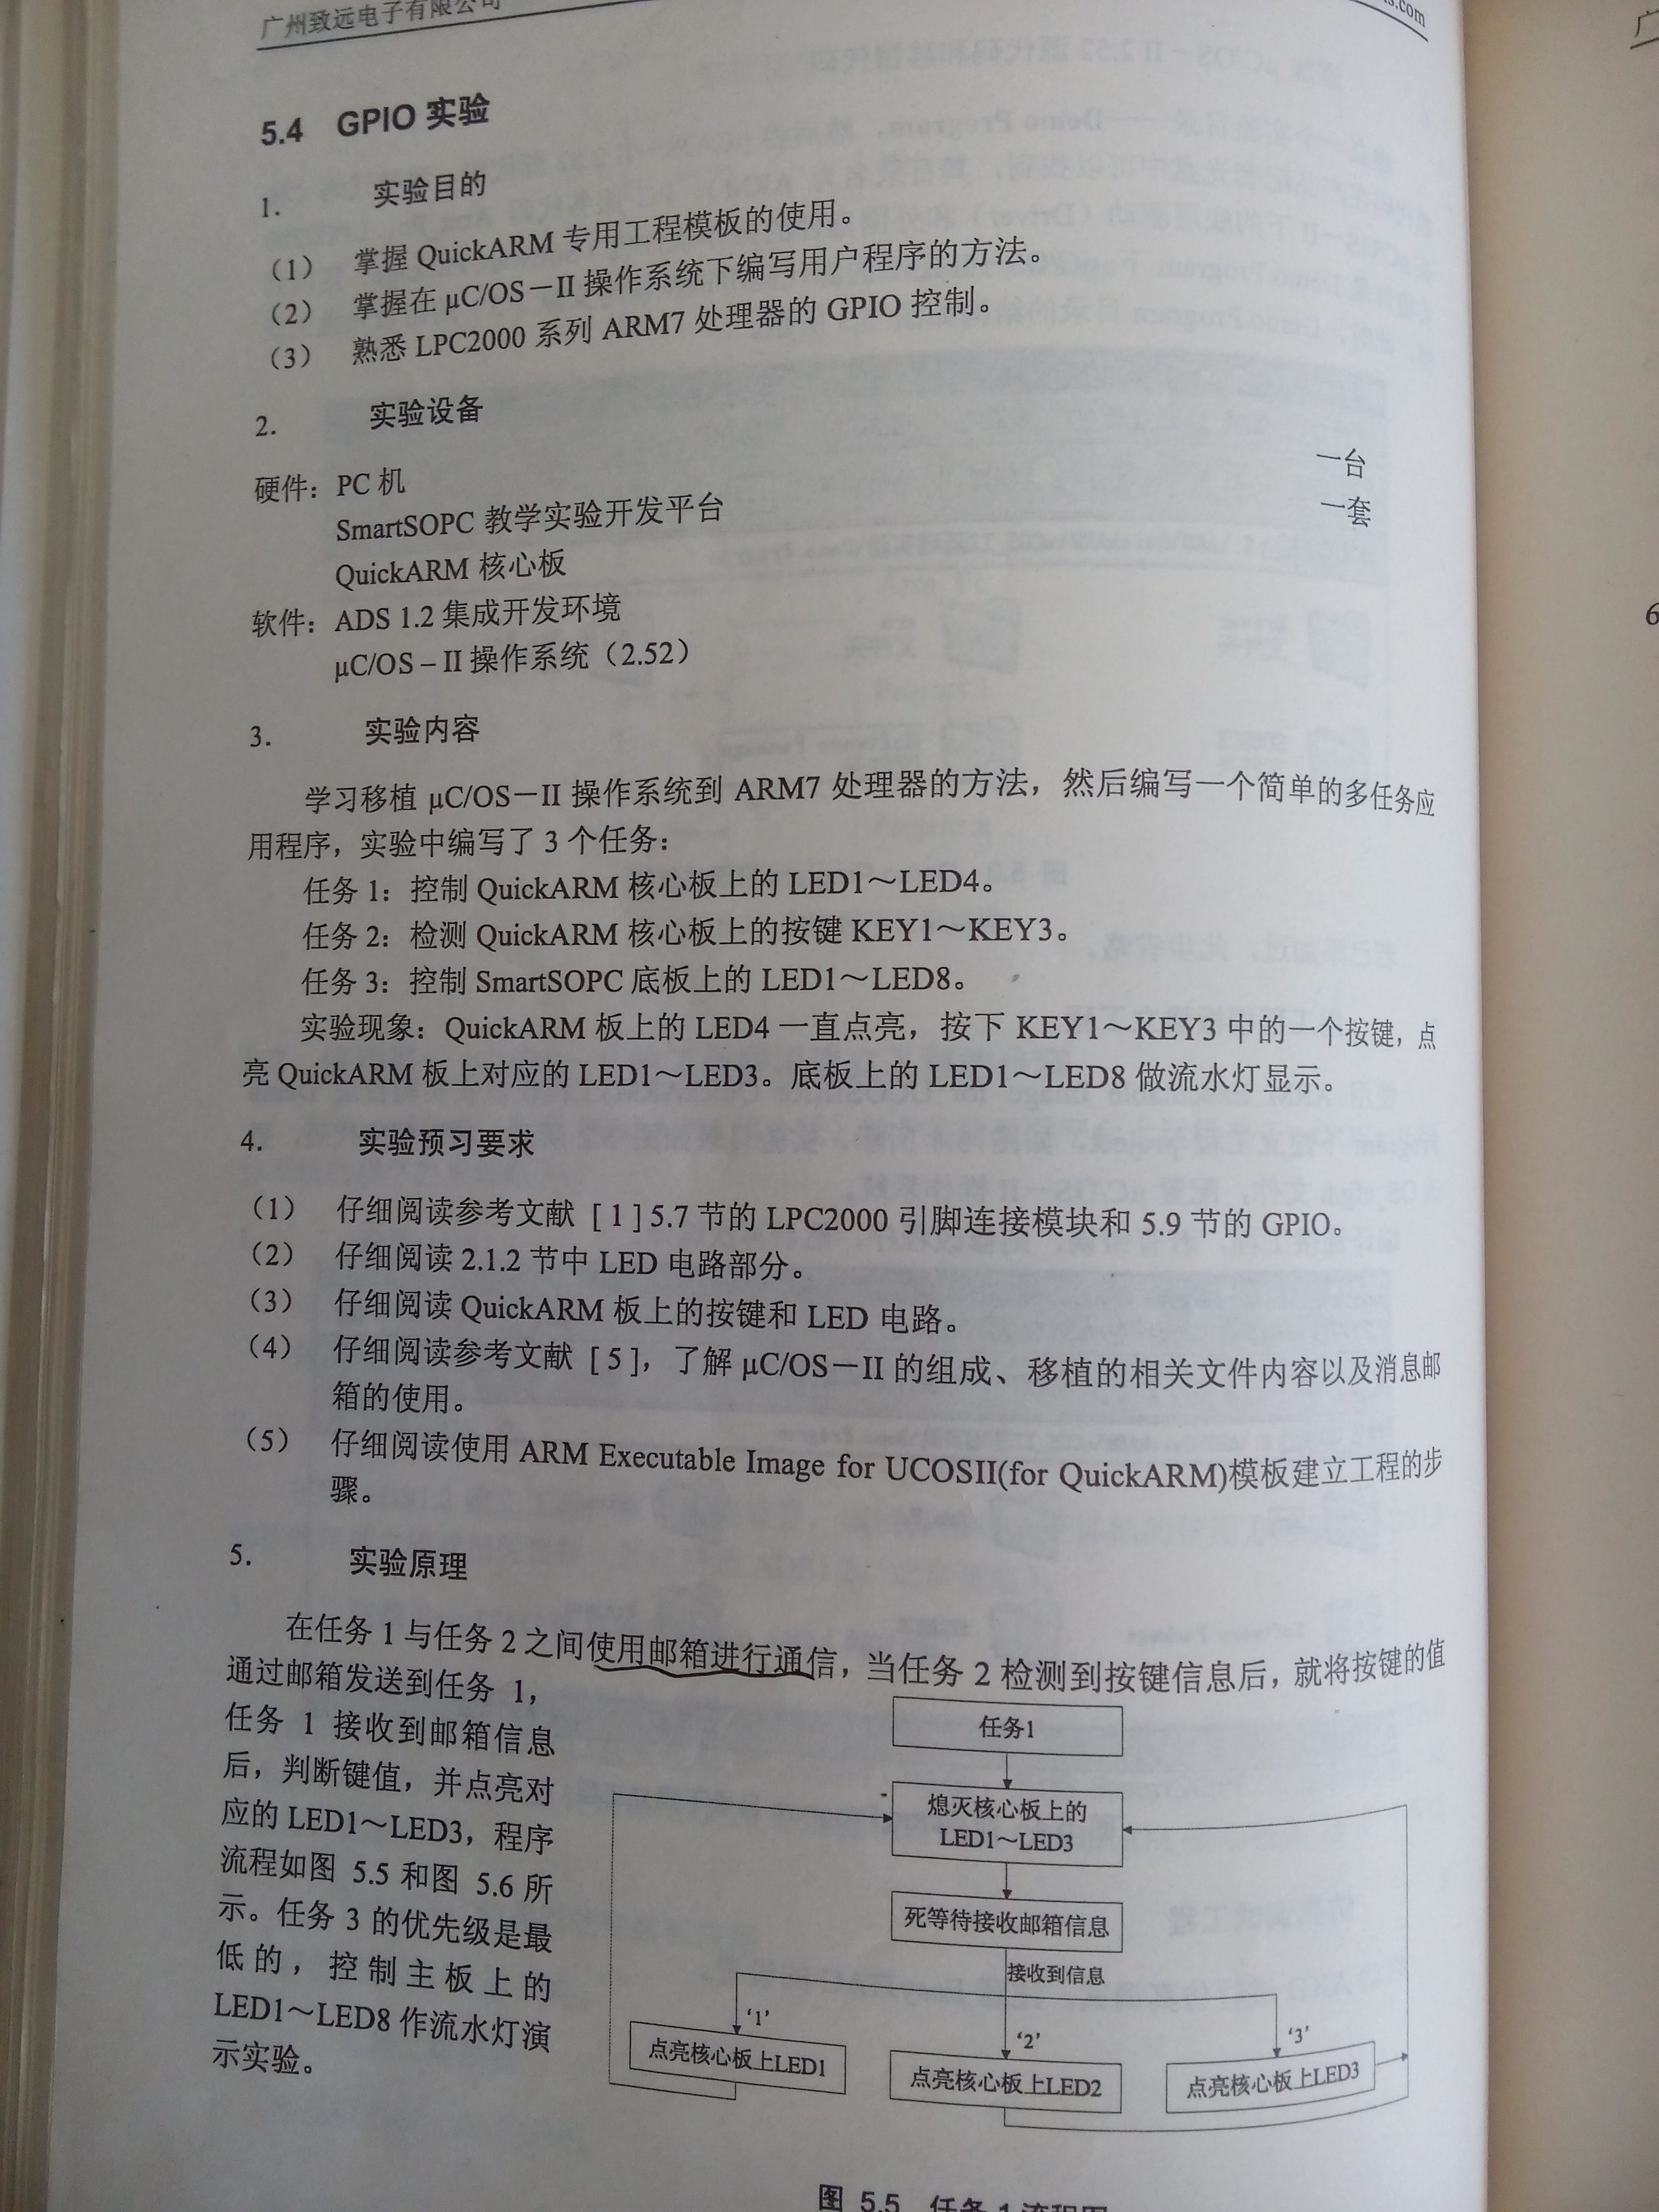 广州致远电子有限公司
s.com
5.4 GPIO 实验
1. 实验目的
（1） 掌握 QuickARM 专用工程模板的使用。
（2） 掌握在 μC/OS－II 操作系统下编写用户程序的方法。
（3） 熟悉 LPC2000 系列 ARM7 处理器的 GPIO 控制。
2. 实验设备
硬件：PC 机 一台
SmartSOPC 教学实验开发平台 一套
QuickARM 核心板
软件：ADS 1.2 集成开发环境
μC/OS – II 操作系统（2.52）
3. 实验内容
学习移植 μC/OS－II 操作系统到 ARM7 处理器的方法，然后编写一个简单的多任务应
用程序，实验中编写了 3 个任务：
任务 1：控制 QuickARM 核心板上的 LED1～LED4。
任务 2：检测 QuickARM 核心板上的按键 KEY1～KEY3。
任务 3：控制 SmartSOPC 底板上的 LED1～LED8。
实验现象：QuickARM 板上的 LED4 一直点亮，按下 KEY1～KEY3 中的一个按键，点
亮 QuickARM 板上对应的 LED1～LED3。底板上的 LED1～LED8 做流水灯显示。
4. 实验预习要求
（1） 仔细阅读参考文献 [ 1 ] 5.7 节的 LPC2000 引脚连接模块和 5.9 节的 GPIO。
（2） 仔细阅读 2.1.2 节中 LED 电路部分。
（3） 仔细阅读 QuickARM 板上的按键和 LED 电路。
（4） 仔细阅读参考文献 [ 5 ]，了解 μC/OS－II 的组成、移植的相关文件内容以及消息邮
箱的使用。
（5） 仔细阅读使用 ARM Executable Image for UCOSII(for QuickARM)模板建立工程的步
骤。
5. 实验原理
在任务 1 与任务 2 之间使用邮箱进行通信，当任务 2 检测到按键信息后，就将按键的值
通过邮箱发送到任务 1，
任务 1 接收到邮箱信息
后，判断键值，并点亮对
应的 LED1～LED3，程序
流程如图 5.5 和图 5.6 所
示。任务 3 的优先级是最
低的，控制主板上的
LED1～LED8 作流水灯演
示实验。
任务1
熄灭核心板上的
LED1～LED3
死等待接收邮箱信息
接收到信息
‘1’
‘2’
‘3’
点亮核心板上LED1
点亮核心板上LED2
点亮核心板上LED3
图 5.5 任务 1 流程图
广
6